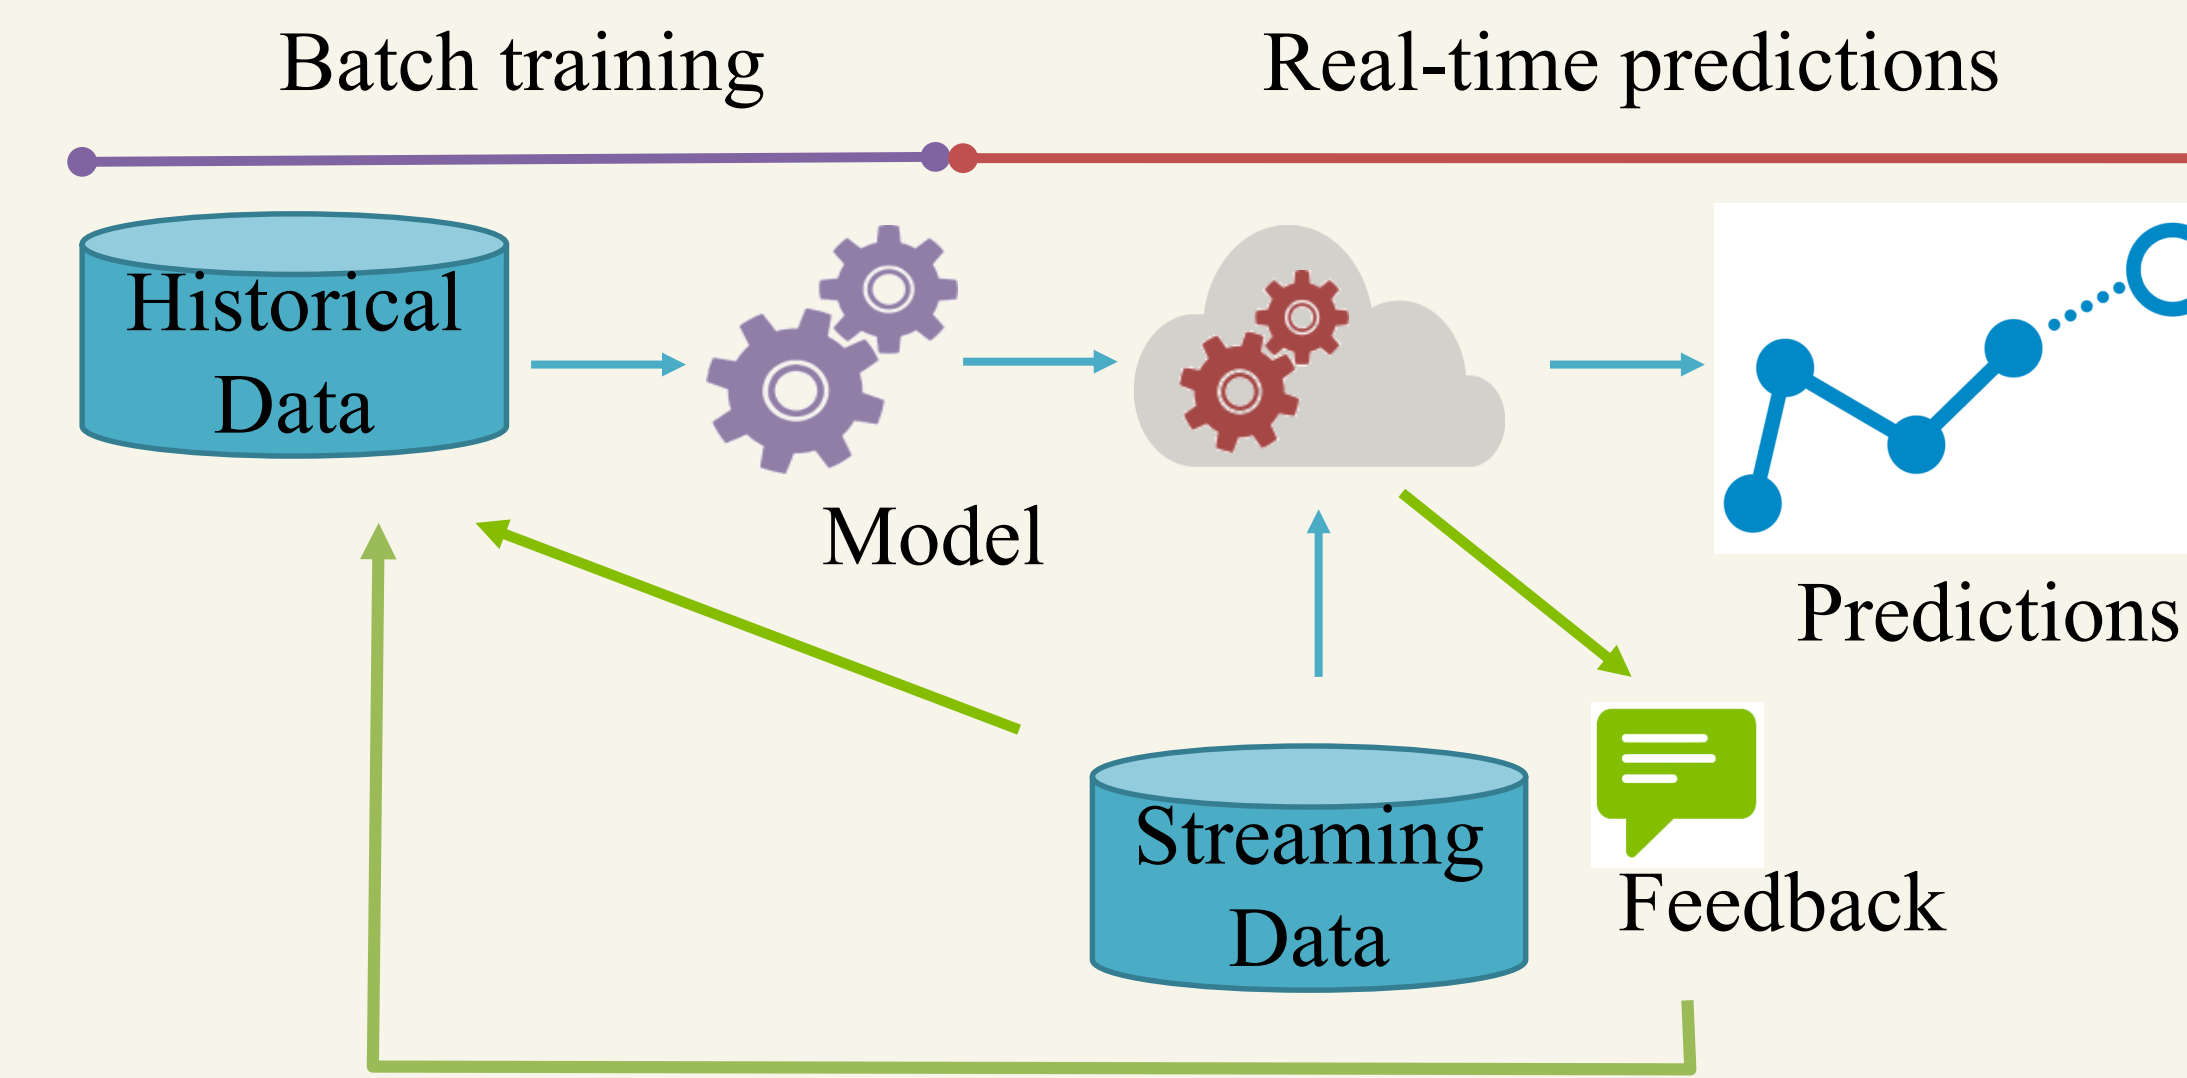 Batch training
Real-time predictions
Historical
Data
Model
Predictions
Streaming
Data
Feedback